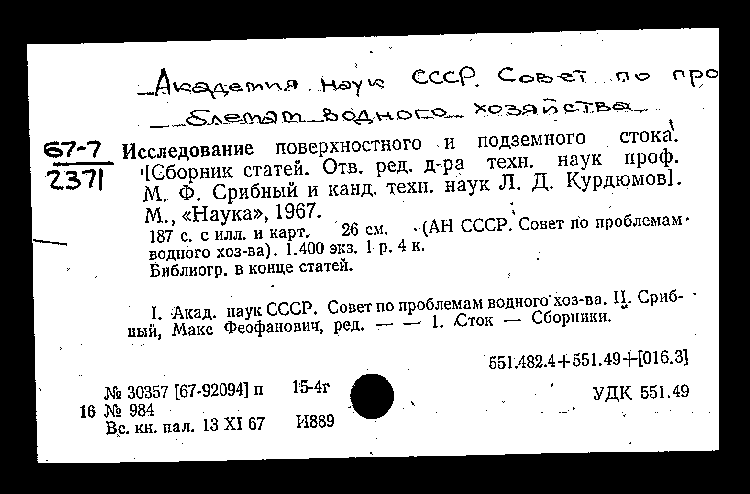 Академия наук СССР. Совет по про
блемам водного хозяйства
67-7
2371
Исследование поверхностного и подземного стока.
[Сборник статей. Отв. ред. д-ра техн. наук проф.
М. Ф. Срибный и канд. техн. наук Л. Д. Курдюмов].
М., «Наука», 1967.
187 с. с илл. и карт. 26 см. (АН СССР. Совет по проблемам
водного хоз-ва). 1.400 экз. 1 р. 4 к.
Библиогр. в конце статей.
I. Акад. наук СССР. Совет по проблемам водного хоз-ва. II. Сриб-
ный, Макс Феофанович, ред. — — 1. Сток — Сборники.
551.482.4+551.49+[016.3]
№ 30357 [67-92094] п 15-4г
УДК 551.49
16 № 984
Вс. кн. пал. 13 XI 67 И889